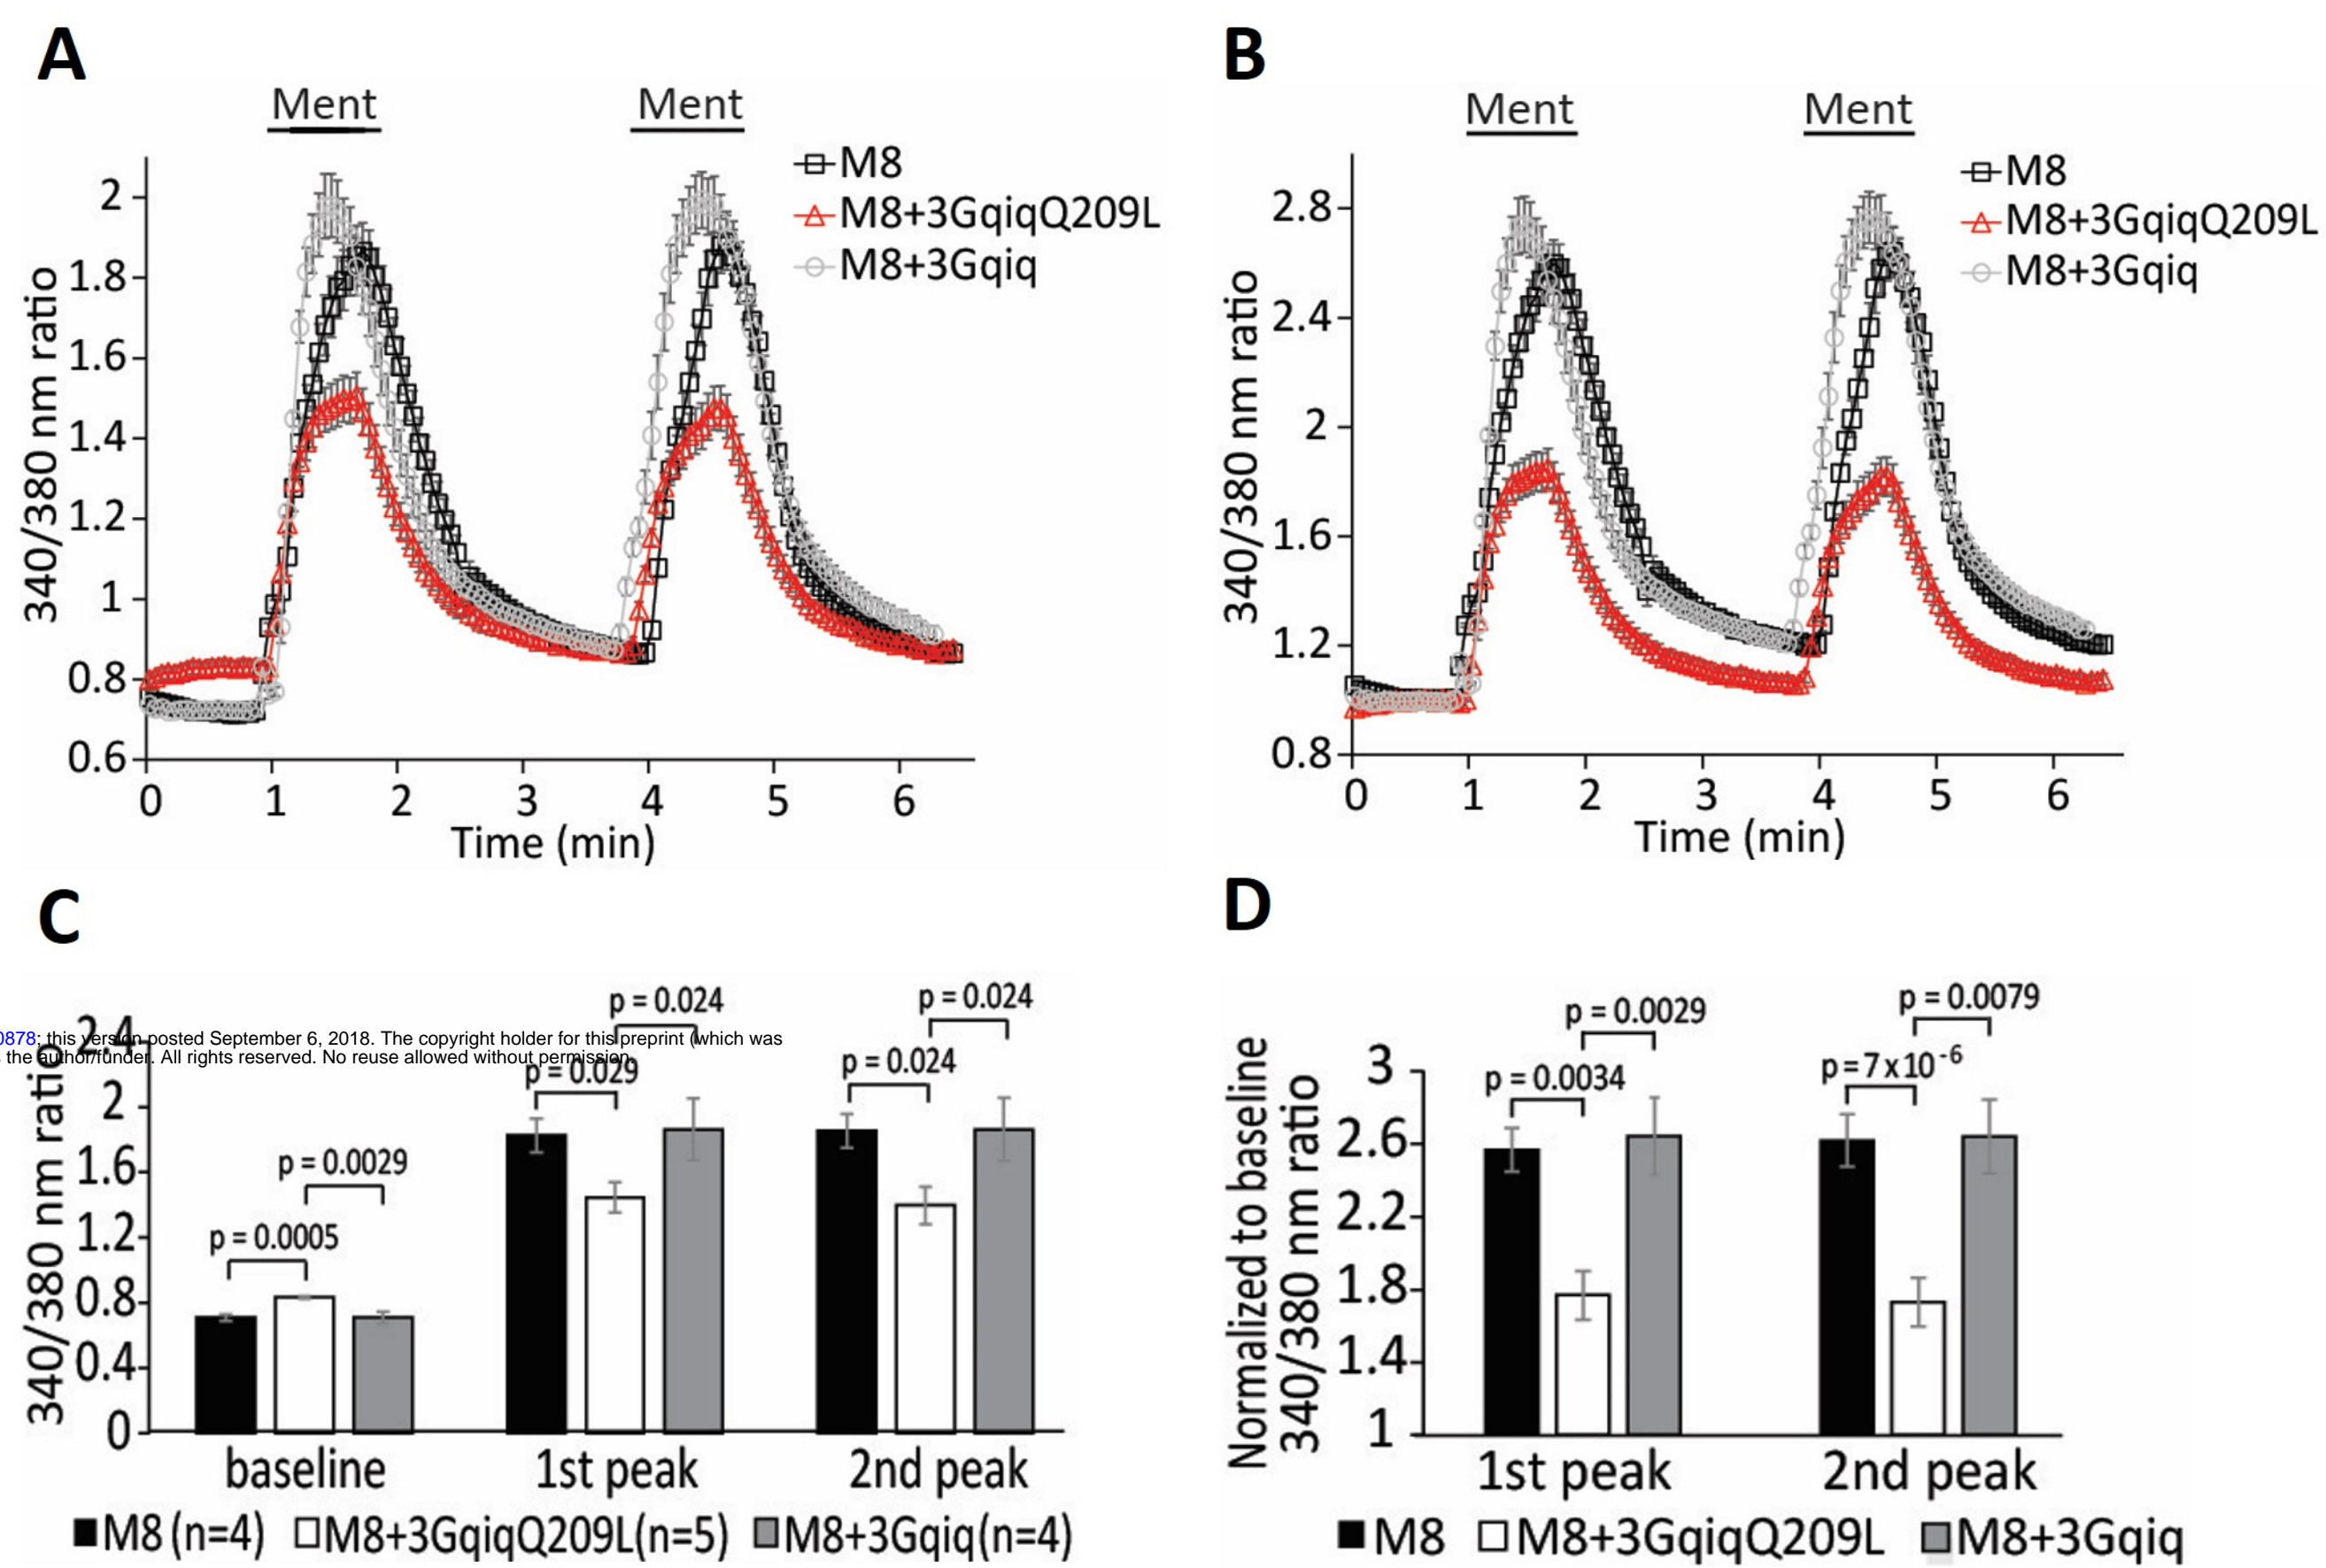 A
Ment
Ment
M8
M8+3GqiqQ209L
M8+3Gqiq
340/380 nm ratio
2
1.8
1.6
1.4
1.2
1
0.8
0.6
0
1
2
3
4
5
6
Time (min)
B
Ment
Ment
M8
M8+3GqiqQ209L
M8+3Gqiq
340/380 nm ratio
2.8
2.4
2
1.6
1.2
0.8
0
1
2
3
4
5
6
Time (min)
C
0878; this version posted September 6, 2018. The copyright holder for this preprint (which was
the author/funder. All rights reserved. No reuse allowed without permission.
340/380 nm ratio
2.4
2
1.6
1.2
0.8
0.4
0
p = 0.0005
p = 0.0029
p = 0.029
p = 0.024
p = 0.024
p = 0.024
baseline
1st peak
2nd peak
M8 (n=4)
M8+3GqiqQ209L(n=5)
M8+3Gqiq(n=4)
D
Normalized to baseline
340/380 nm ratio
3
2.6
2.2
1.8
1.4
1
p = 0.0034
p = 0.0029
p = 7 x 10⁻⁶
p = 0.0079
1st peak
2nd peak
M8
M8+3GqiqQ209L
M8+3Gqiq